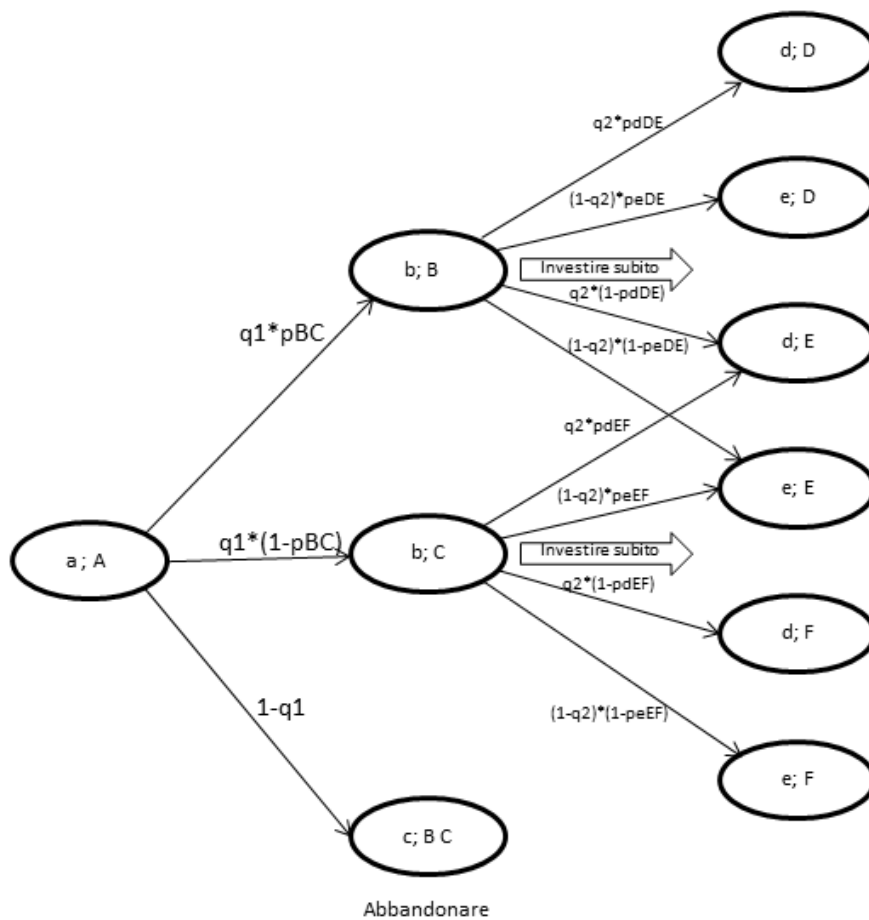 d; D
q2*pdDE
(1-q2)*peDE
e; D
b; B
Investire subito
q2*(1-pdDE)
q1*pBC
(1-q2)*(1-peDE)
d; E
q2*pdEF
(1-q2)*peEF
e; E
q1*(1-pBC)
b; C
Investire subito
a ; A
q2*(1-pdEF)
d; F
1-q1
(1-q2)*(1-peEF)
e; F
c; B C
Abbandonare